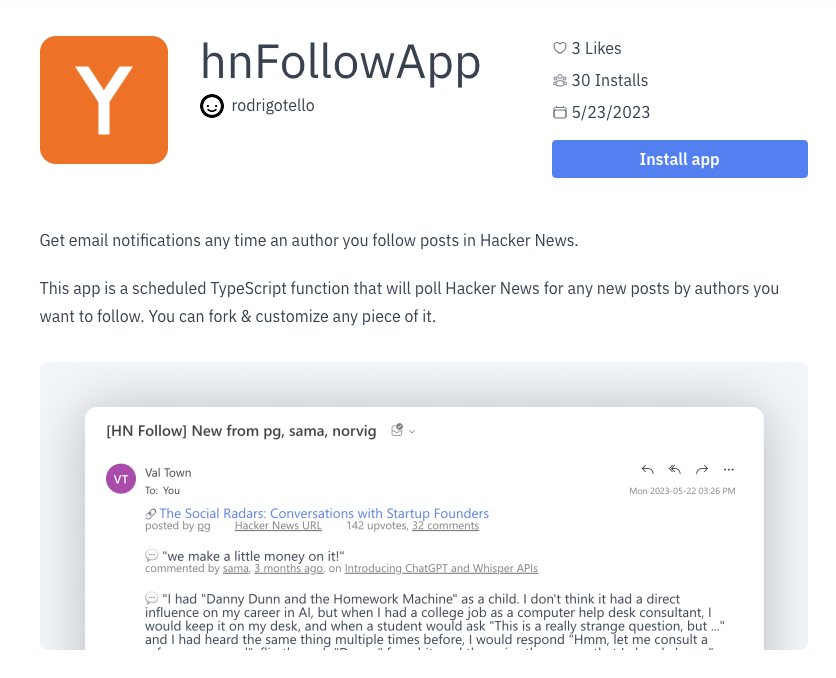 Y
hnFollowApp
rodrigotello
3 Likes
30 Installs
5/23/2023
Install app
Get email notifications any time an author you follow posts in Hacker News.
This app is a scheduled TypeScript function that will poll Hacker News for any new posts by authors you
want to follow. You can fork & customize any piece of it.
[HN Follow] New from pg, sama, norvig
VT
Val Town
To: You
Mon 2023-05-22 03:26 PM
The Social Radars: Conversations with Startup Founders
posted by pg Hacker News URL 142 upvotes, 32 comments
"we make a little money on it!"
commented by sama, 3 months ago, on Introducing ChatGPT and Whisper APIs
"I had "Danny Dunn and the Homework Machine" as a child. I don't think it had a direct
influence on my career in AI, but when I had a college job as a computer help desk consultant, I
would keep it on my desk, and when a student would ask "This is a really strange question, but ..."
and I had heard the same thing multiple times before, I would respond "Hmm, let me consult a